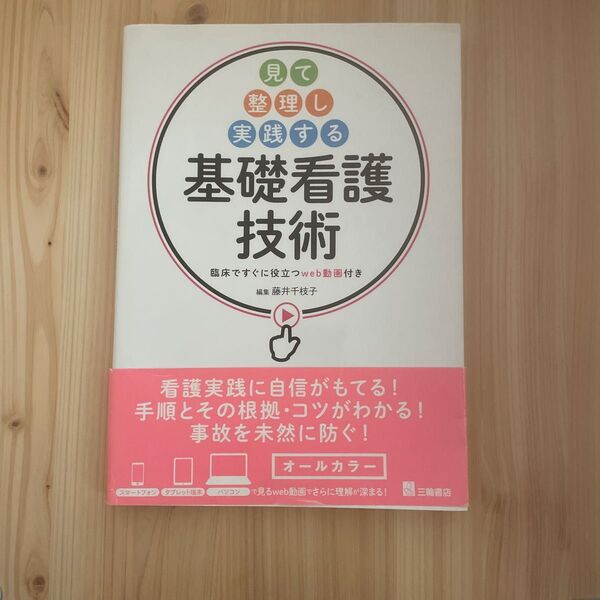 見て
整理し
実践する
基礎看護
技術
臨床ですぐに役立つweb動画付き
編集 藤井千枝子
看護実践に自信がもてる!
手順とその根拠・コツがわかる!
事故を未然に防ぐ!
オールカラー
スマートフォン タブレット端末 パソコン で見るweb動画でさらに理解が深まる! 三輪書店